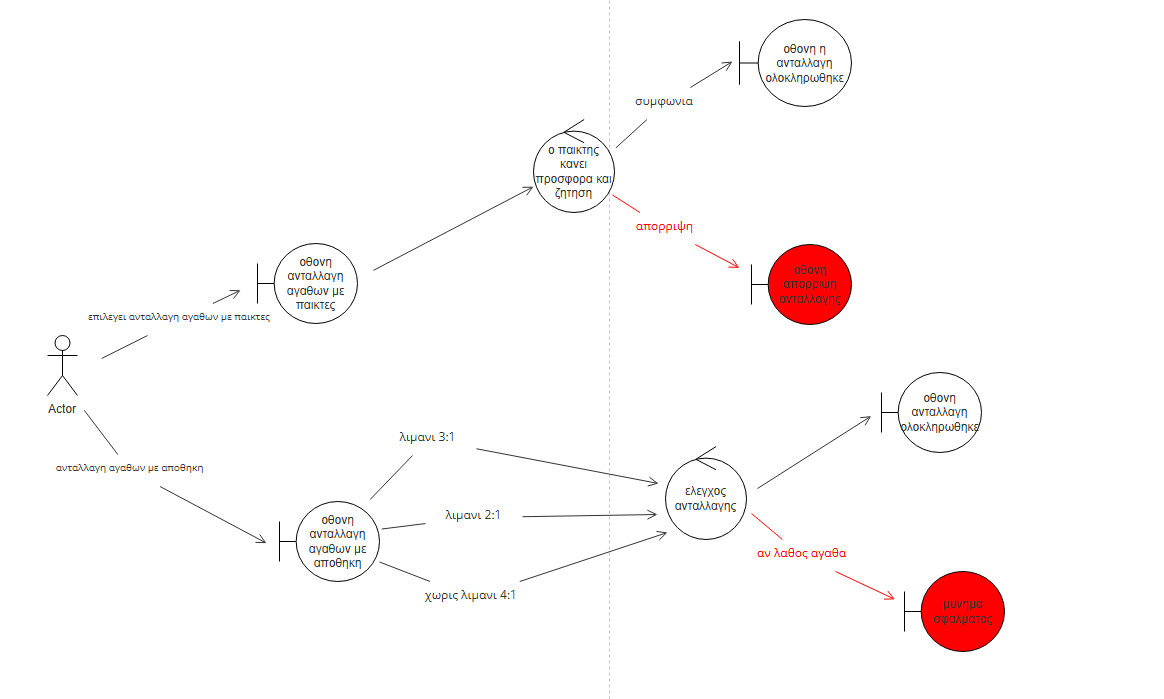 οθονη η
ανταλλαγη
ολοκληρωθηκε
συμφωνια
ο παικτης
κανει
προσφορα και
ζητηση
απορριψη
οθονη
απορριψη
ανταλλαγης
οθονη
ανταλλαγη
αγαθων με
παικτες
επιλεγει ανταλλαγη αγαθων με παικτες
Actor
ανταλλαγη αγαθων με αποθηκη
οθονη
ανταλλαγη
αγαθων με
αποθηκη
λιμανι 3:1
λιμανι 2:1
χωρις λιμανι 4:1
ελεγχος
ανταλλαγης
οθονη
ανταλλαγη
ολοκληρωθηκε
αν λαθος αγαθα
μυνημα
σφαλματος